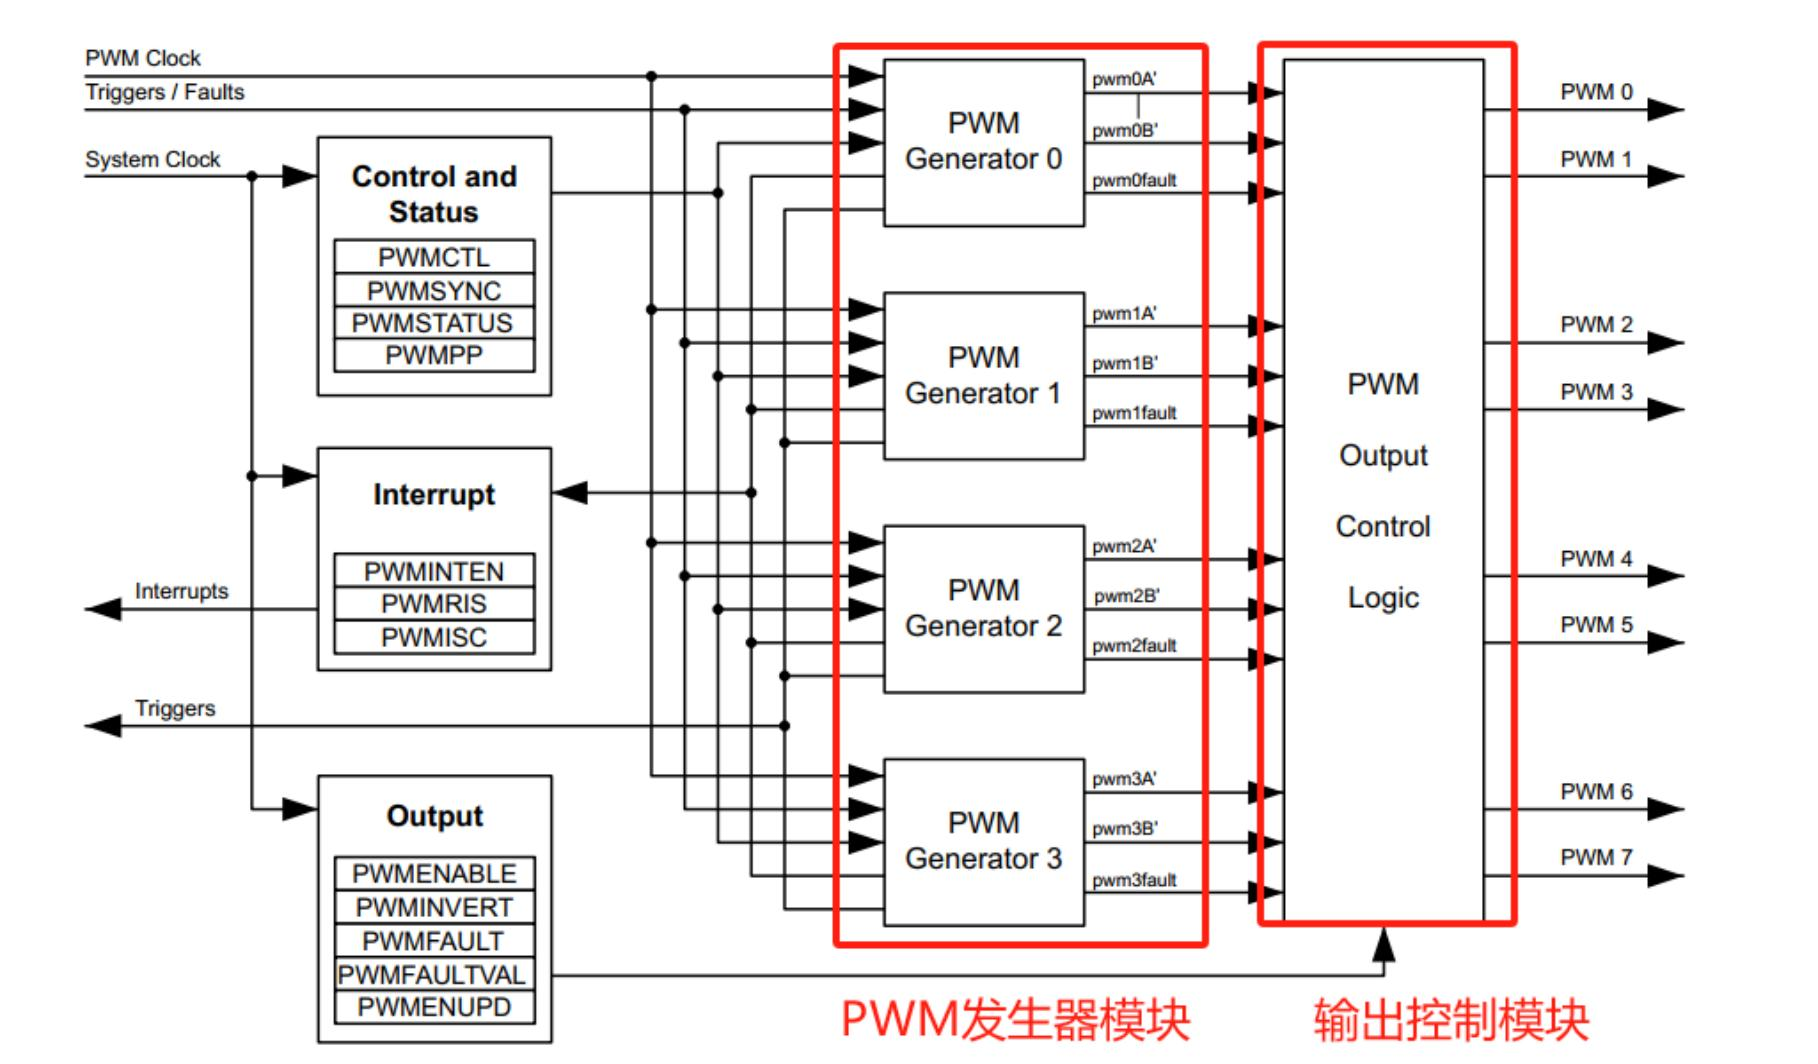 PWM Clock
Triggers / Faults
System Clock
Control and
Status
PWMCTL
PWMSYNC
PWMSTATUS
PWMPP
Interrupt
PWMINTEN
PWMRIS
PWMISC
Interrupts
Triggers
Output
PWMENABLE
PWMINVERT
PWMFAULT
PWMFAULTVAL
PWMENUPD
PWM
Generator 0
pwm0A'
pwm0B'
pwm0fault
PWM
Generator 1
pwm1A'
pwm1B'
pwm1fault
PWM
Generator 2
pwm2A'
pwm2B'
pwm2fault
PWM
Generator 3
pwm3A'
pwm3B'
pwm3fault
PWM
Output
Control
Logic
PWM 0
PWM 1
PWM 2
PWM 3
PWM 4
PWM 5
PWM 6
PWM 7
PWM发生器模块
输出控制模块